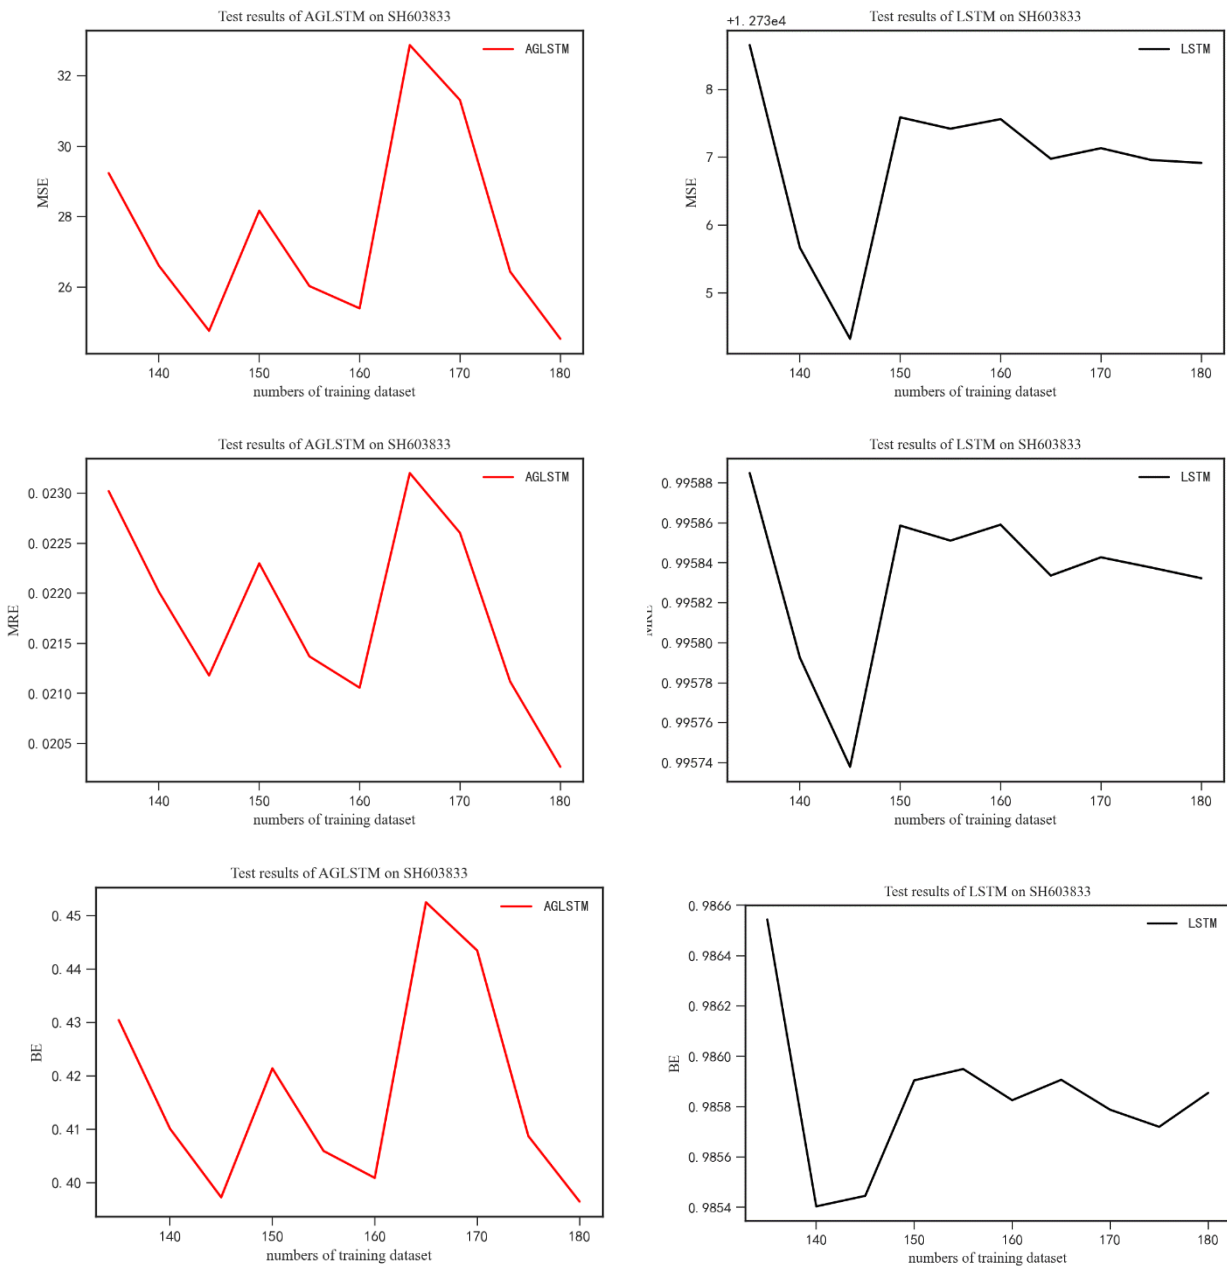 Test results of AGLSTM on SH603833
AGLSTM
32
30
28
26
MSE
140 150 160 170 180
numbers of training dataset
Test results of LSTM on SH603833
+1.273e4
LSTM
8
7
6
5
MSE
140 150 160 170 180
numbers of training dataset
Test results of AGLSTM on SH603833
AGLSTM
0.0230
0.0225
0.0220
0.0215
0.0210
0.0205
MRE
140 150 160 170 180
numbers of training dataset
Test results of LSTM on SH603833
LSTM
0.99588
0.99586
0.99584
0.99582
0.99580
0.99578
0.99576
0.99574
MRE
140 150 160 170 180
numbers of training dataset
Test results of AGLSTM on SH603833
AGLSTM
0.45
0.44
0.43
0.42
0.41
0.40
BE
140 150 160 170 180
numbers of training dataset
Test results of LSTM on SH603833
LSTM
0.9866
0.9864
0.9862
0.9860
0.9858
0.9856
0.9854
BE
140 150 160 170 180
numbers of training dataset